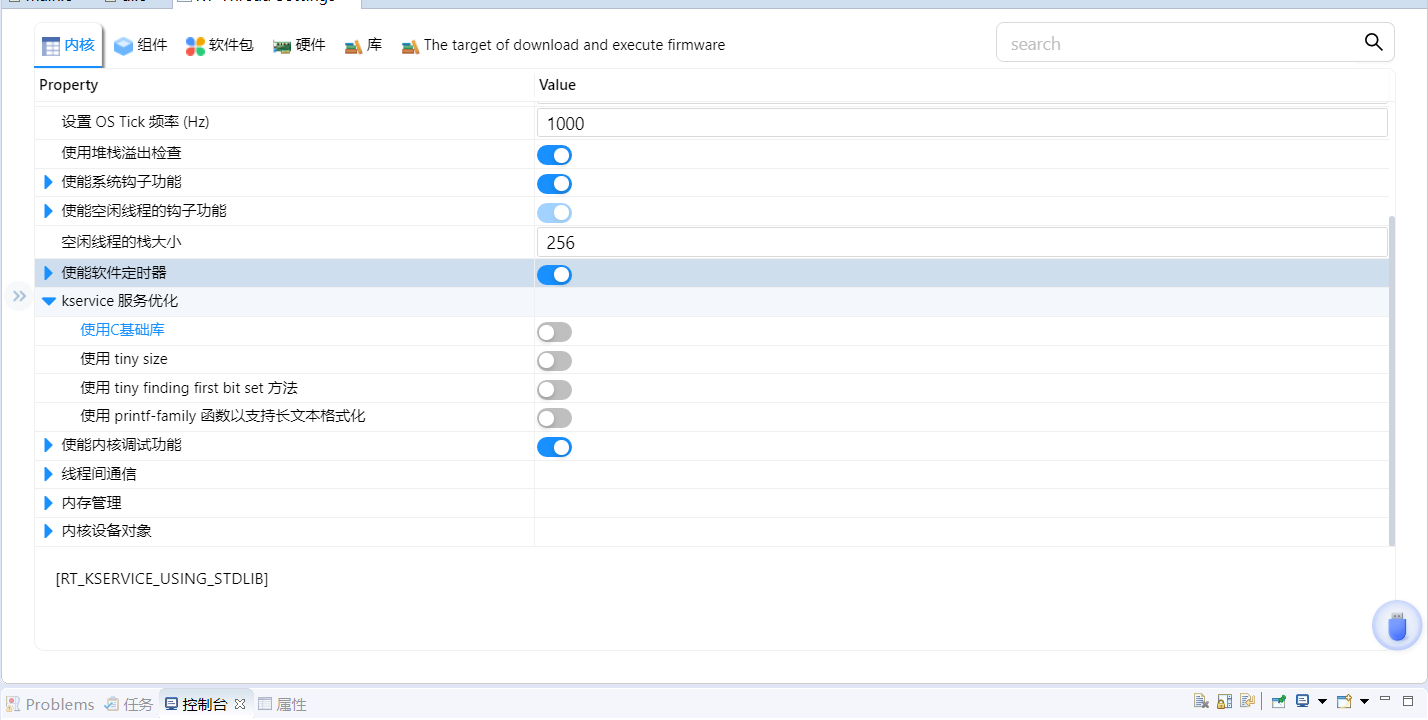 内核 组件 软件包 硬件 库 The target of download and execute firmware search
Property Value
设置 OS Tick 频率 (Hz) 1000
使用堆栈溢出检查
使能系统钩子功能
使能空闲线程的钩子功能
空闲线程的栈大小 256
使能软件定时器
kservice 服务优化
使用C基础库
使用 tiny size
使用 tiny finding first bit set 方法
使用 printf-family 函数以支持长文本格式化
使能内核调试功能
线程间通信
内存管理
内核设备对象
[RT_KSERVICE_USING_STDLIB]
Problems 任务 控制台 属性